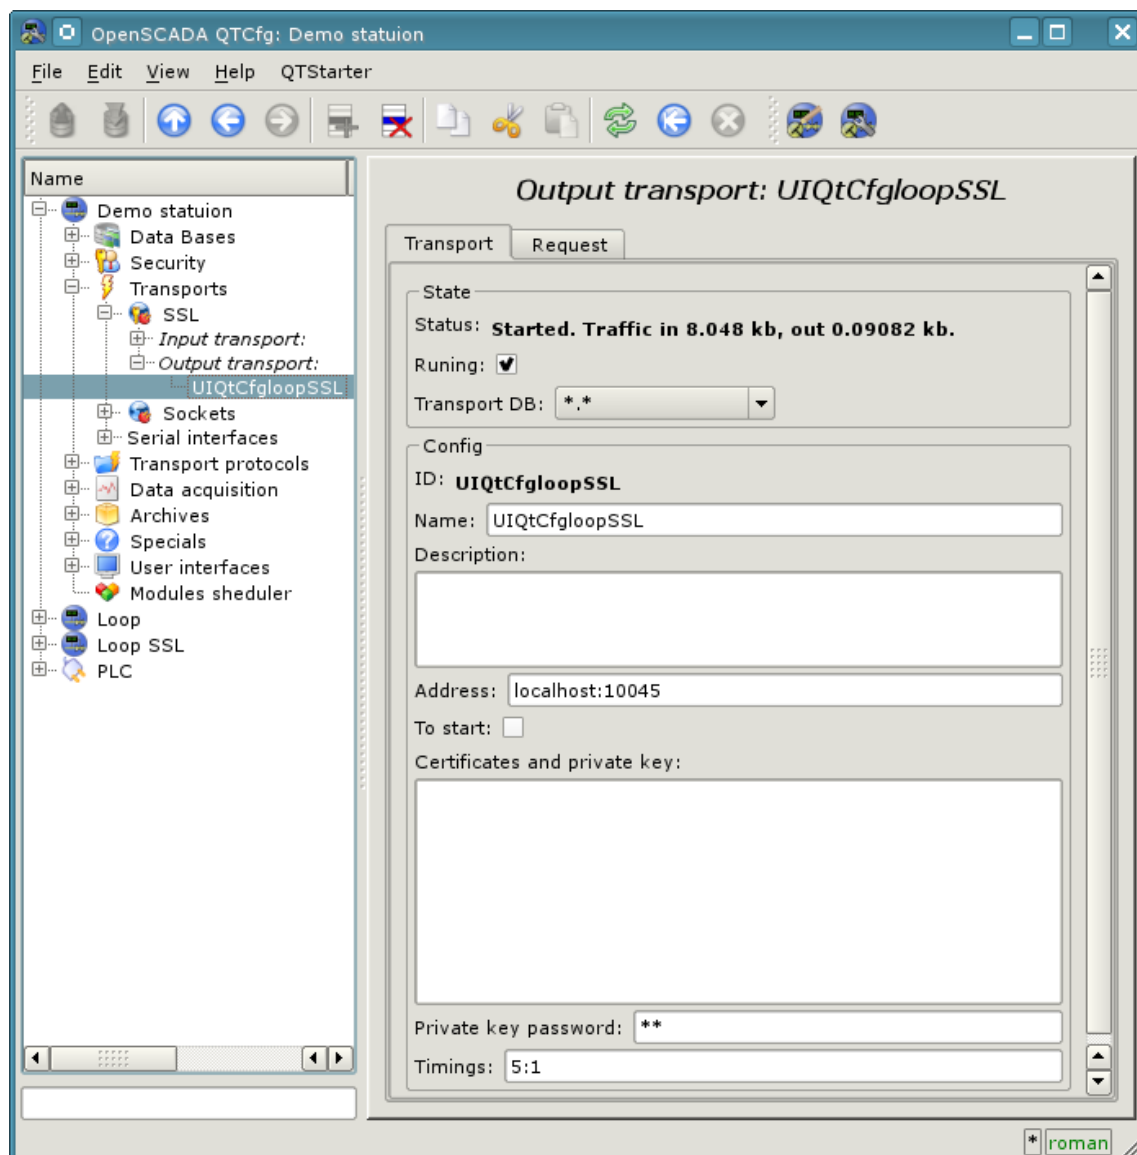 OpenSCADA QTCfg: Demo statuion
File Edit View Help QTStarter
Name
Demo statuion
Data Bases
Security
Transports
SSL
Input transport:
Output transport:
UIQtCfgloopSSL
Sockets
Serial interfaces
Transport protocols
Data acquisition
Archives
Specials
User interfaces
Modules sheduler
Loop
Loop SSL
PLC
Output transport: UIQtCfgloopSSL
Transport Request
State
Status: Started. Traffic in 8.048 kb, out 0.09082 kb.
Runing:
Transport DB: *.*
Config
ID: UIQtCfgloopSSL
Name: UIQtCfgloopSSL
Description:
Address: localhost:10045
To start:
Certificates and private key:
Private key password: **
Timings: 5:1
* roman